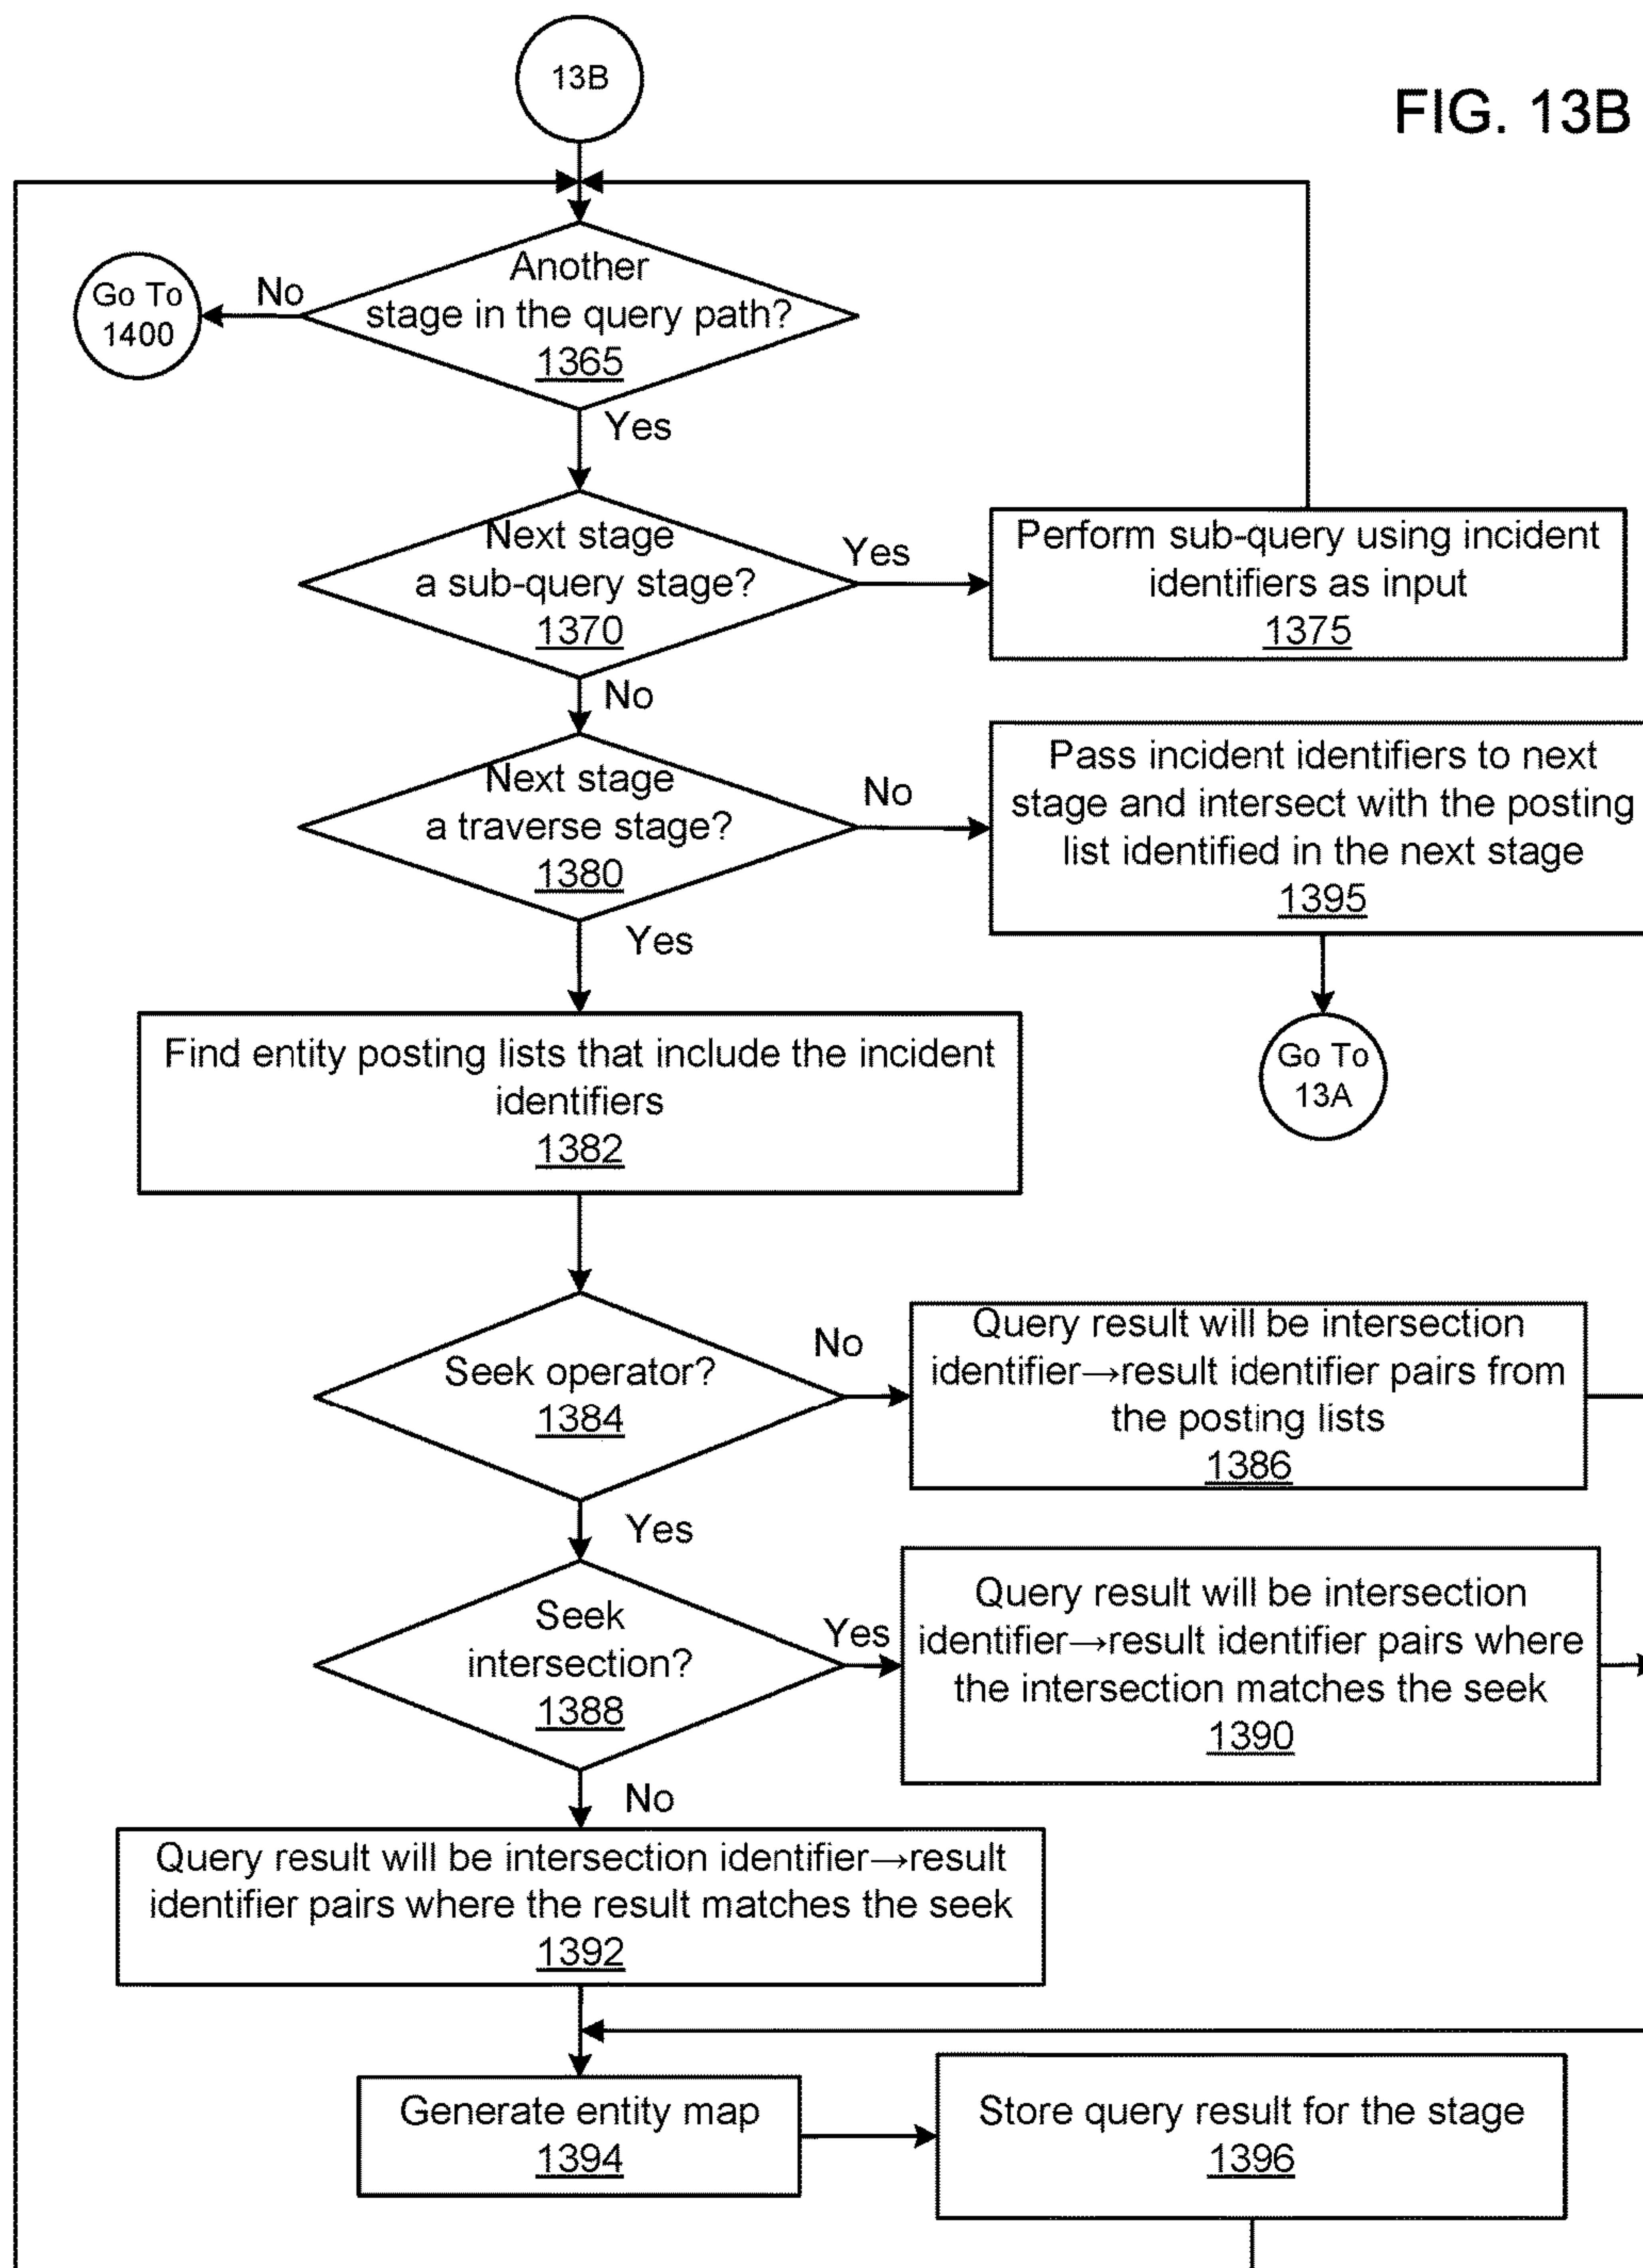 13B
FIG. 13B
Another
stage in the query path?
1365
No
Go To
1400
Yes
Next stage
a sub-query stage?
1370
Yes
Perform sub-query using incident
identifiers as input
1375
No
Next stage
a traverse stage?
1380
No
Pass incident identifiers to next
stage and intersect with the posting
list identified in the next stage
1395
Yes
Go To
13A
Find entity posting lists that include the incident
identifiers
1382
Seek operator?
1384
No
Query result will be intersection
identifier→result identifier pairs from
the posting lists
1386
Yes
Seek
intersection?
1388
Yes
Query result will be intersection
identifier→result identifier pairs where
the intersection matches the seek
1390
No
Query result will be intersection identifier→result
identifier pairs where the result matches the seek
1392
Generate entity map
1394
Store query result for the stage
1396